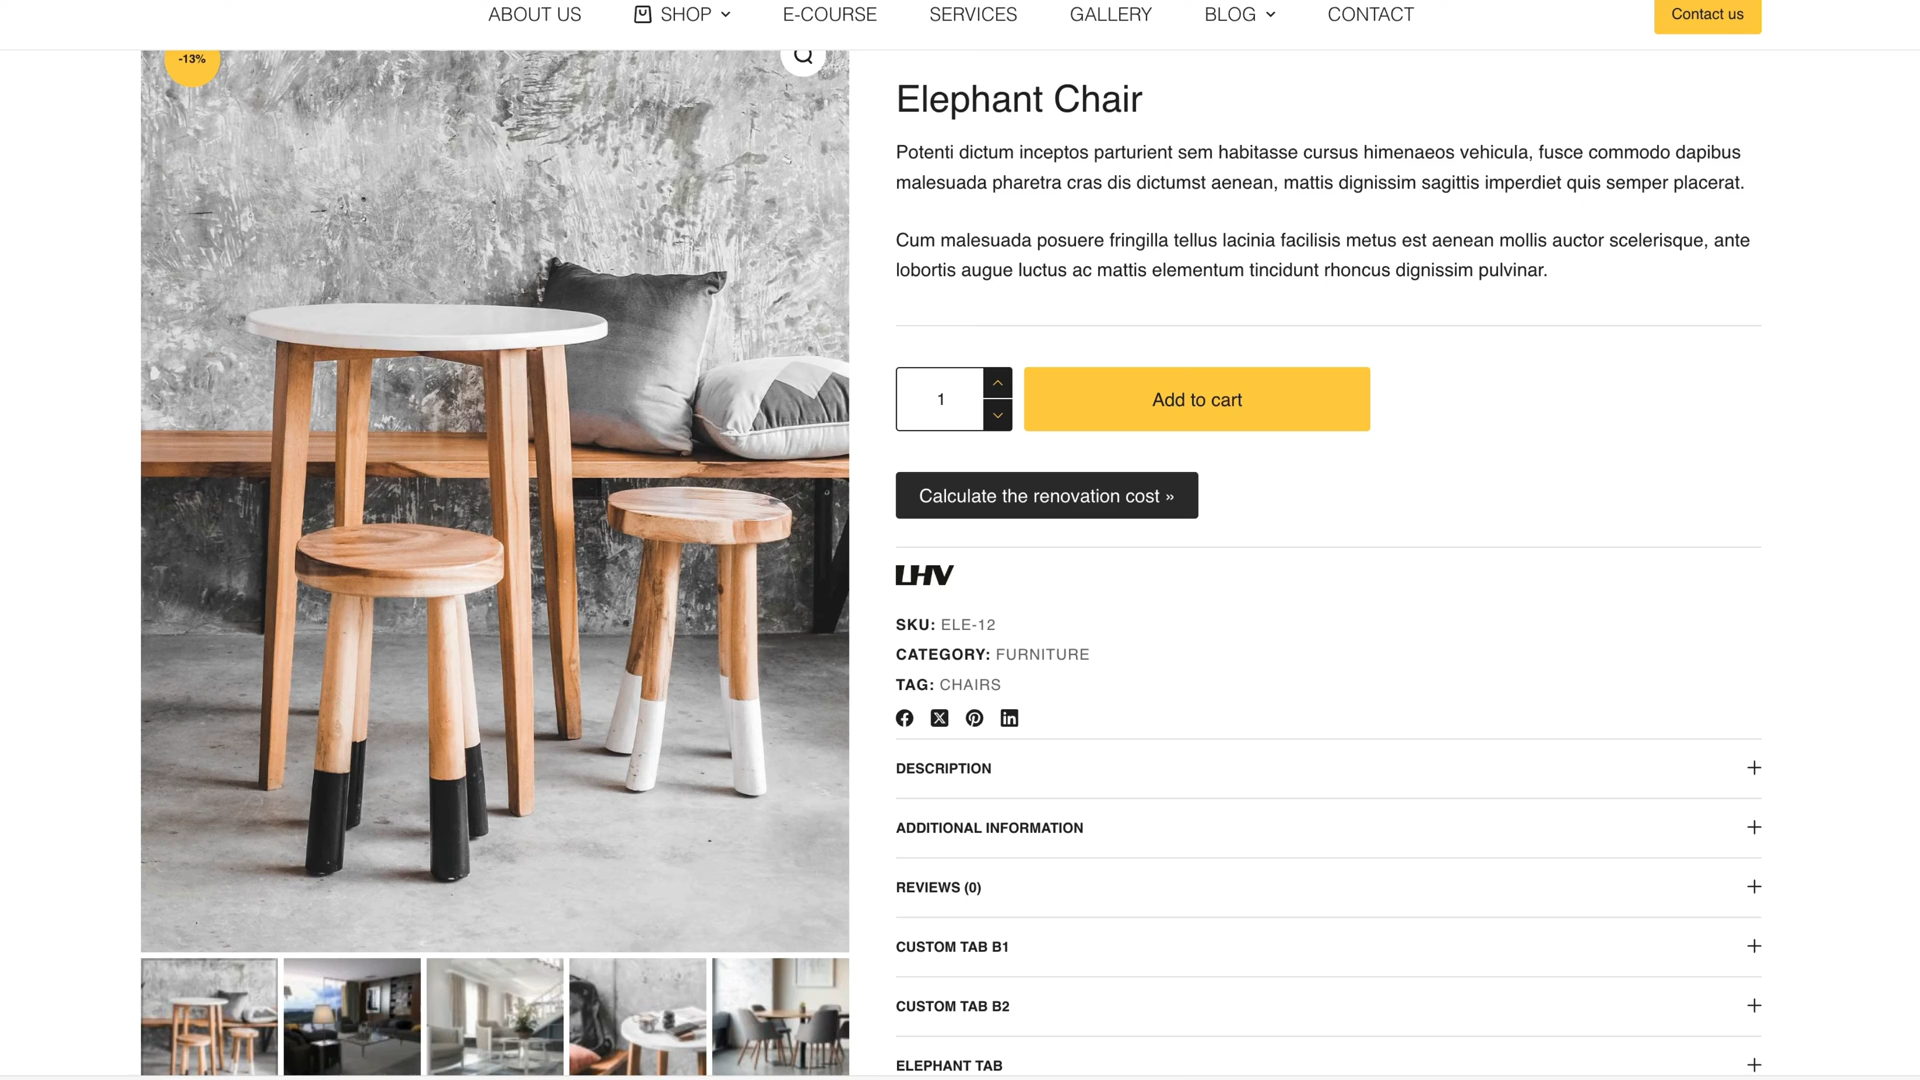 ABOUT US
SHOP
E-COURSE
SERVICES
GALLERY
BLOG
CONTACT
Contact us
-13%
Elephant Chair
Potenti dictum inceptos parturient sem habitasse cursus himenaeos vehicula, fusce commodo dapibus
malesuada pharetra cras dis dictumst aenean, mattis dignissim sagittis imperdiet quis semper placerat.
Cum malesuada posuere fringilla tellus lacinia facilisis metus est aenean mollis auctor scelerisque, ante
lobortis augue luctus ac mattis elementum tincidunt rhoncus dignissim pulvinar.
1
Add to cart
Calculate the renovation cost »
LHV
SKU: ELE-12
CATEGORY: FURNITURE
TAG: CHAIRS
DESCRIPTION
ADDITIONAL INFORMATION
REVIEWS (0)
CUSTOM TAB B1
CUSTOM TAB B2
ELEPHANT TAB